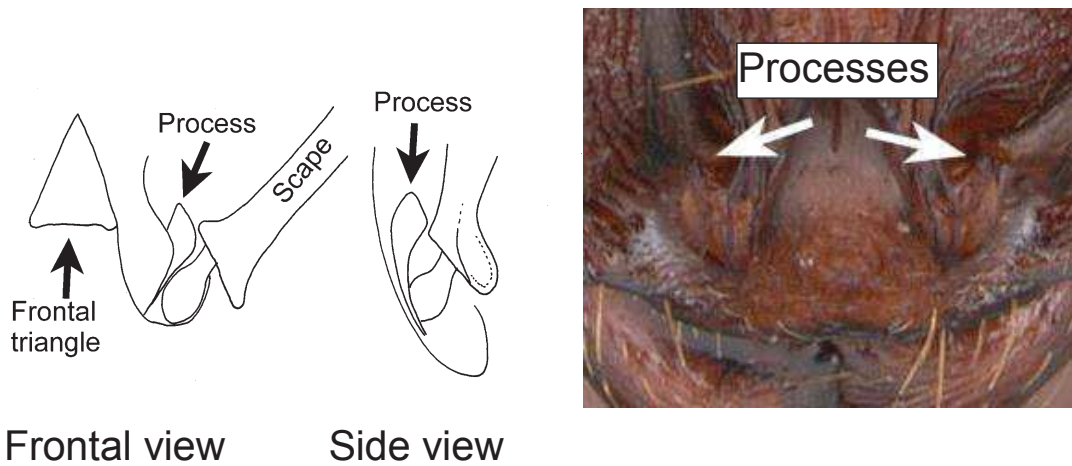 Processes
Process
Process
Scape
Frontal
triangle
Frontal view
Side view